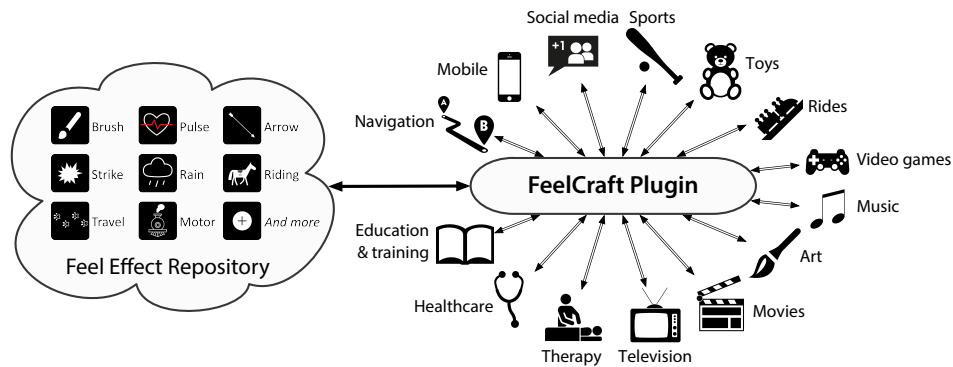 Social media
Sports
Mobile
Toys
+1
Navigation
A
B
Rides
Video games
Music
Art
Movies
Television
Therapy
Healthcare
Education
& training
FeelCraft Plugin
Brush
Pulse
Arrow
Strike
Rain
Riding
Travel
Motor
And more
Feel Effect Repository